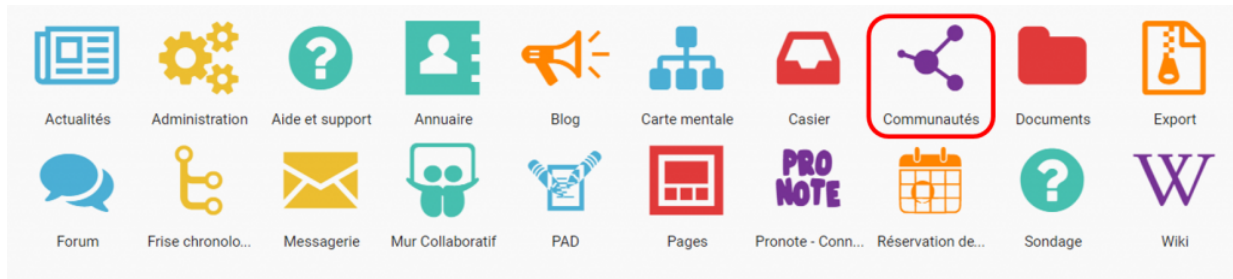 Actualités
Administration
Aide et support
Annuaire
Blog
Carte mentale
Casier
Communautés
Documents
Export
PRO
NOTE
W
Forum
Frise chronolo...
Messagerie
Mur Collaboratif
PAD
Pages
Pronote - Conn...
Réservation de...
Sondage
Wiki